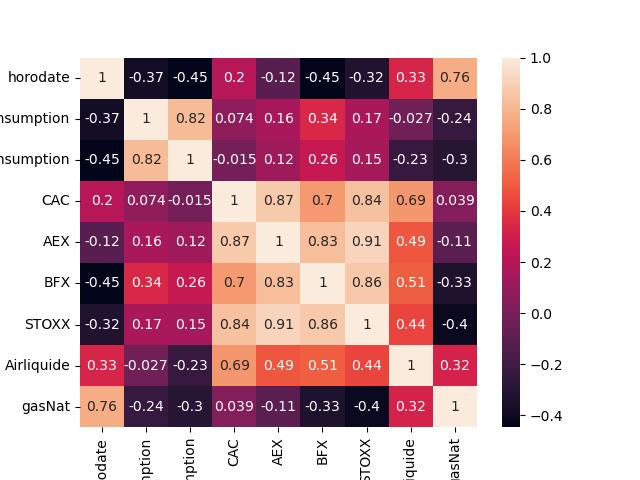 horodate 1 -0.37 -0.45 0.2 -0.12 -0.45 -0.32 0.33 0.76
nsumption -0.37 1 0.82 0.074 0.16 0.34 0.17 -0.027 -0.24
nsumption -0.45 0.82 1 -0.015 0.12 0.26 0.15 -0.23 -0.3
CAC 0.2 0.074 -0.015 1 0.87 0.7 0.84 0.69 0.039
AEX -0.12 0.16 0.12 0.87 1 0.83 0.91 0.49 -0.11
BFX -0.45 0.34 0.26 0.7 0.83 1 0.86 0.51 -0.33
STOXX -0.32 0.17 0.15 0.84 0.91 0.86 1 0.44 -0.4
Airliquide 0.33 -0.027 -0.23 0.69 0.49 0.51 0.44 1 0.32
gasNat 0.76 -0.24 -0.3 0.039 -0.11 -0.33 -0.4 0.32 1
odate mption mption CAC AEX BFX STOXX iquide gasNat
1.0
0.8
0.6
0.4
0.2
0.0
−0.2
−0.4